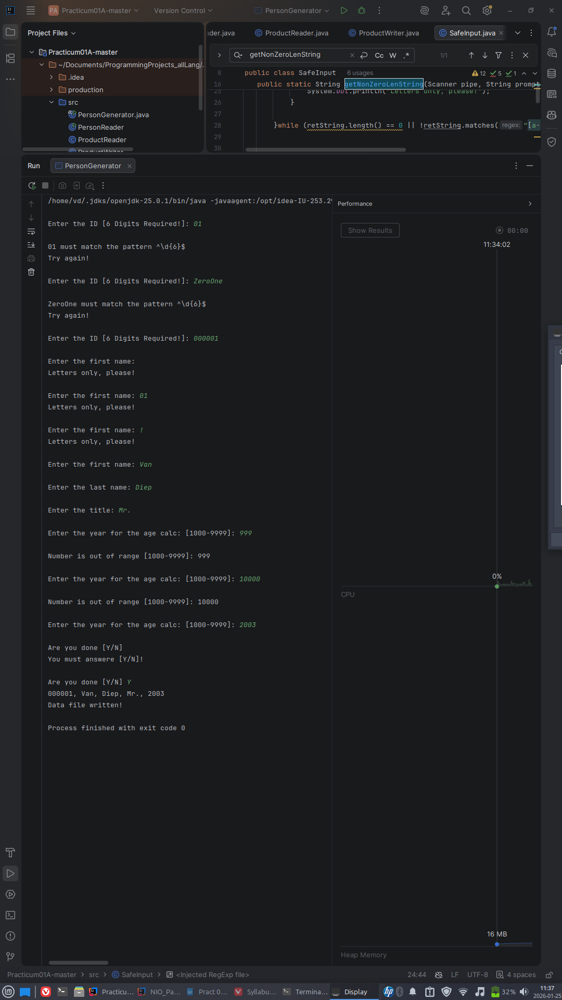 PA Practicum01A-master
Version Control
PersonGenerator
Project Files
ader.java
ProductReader.java
ProductWriter.java
SafeInput.java
Practicum01A-master
~/Documents/ProgrammingProjects_allLang/
.idea
production
src
PersonGenerator.java
PersonReader
ProductReader
ProductWriter
getNonZeroLenString
Cc W .*
1/1
8 public class SafeInput 6 usages
12 5 1
16 public static String getNonZeroLenString(Scanner pipe, String prompt
25 System.out.println("Letters only, please!");
26 }
27
28 }while (retString.length() == 0 || !retString.matches( regex: "[a-
29
30
Run
PersonGenerator
/home/vd/.jdks/openjdk-25.0.1/bin/java -javaagent:/opt/idea-IU-253.29
Enter the ID [6 Digits Required!]: 01
01 must match the pattern ^\d{6}$
Try again!
Enter the ID [6 Digits Required!]: ZeroOne
ZeroOne must match the pattern ^\d{6}$
Try again!
Enter the ID [6 Digits Required!]: 000001
Enter the first name:
Letters only, please!
Enter the first name: 01
Letters only, please!
Enter the first name: !
Letters only, please!
Enter the first name: Van
Enter the last name: Diep
Enter the title: Mr.
Enter the year for the age calc: [1000-9999]: 999
Number is out of range [1000-9999]: 999
Enter the year for the age calc: [1000-9999]: 10000
Number is out of range [1000-9999]: 10000
Enter the year for the age calc: [1000-9999]: 2003
Are you done [Y/N]
You must answere [Y/N]!
Are you done [Y/N] Y
000001, Van, Diep, Mr., 2003
Data file written!
Process finished with exit code 0
Performance
Show Results
00:00
11:34:02
0%
CPU
16 MB
Heap Memory
Practicum01A-master > src > SafeInput > <Injected RegExp file>
24:44
LF
UTF-8
4 spaces
Practicu...
NIO_Pa...
Pract 0...
Syllabu...
Termina...
Display
32%
11:37
2026-01-25